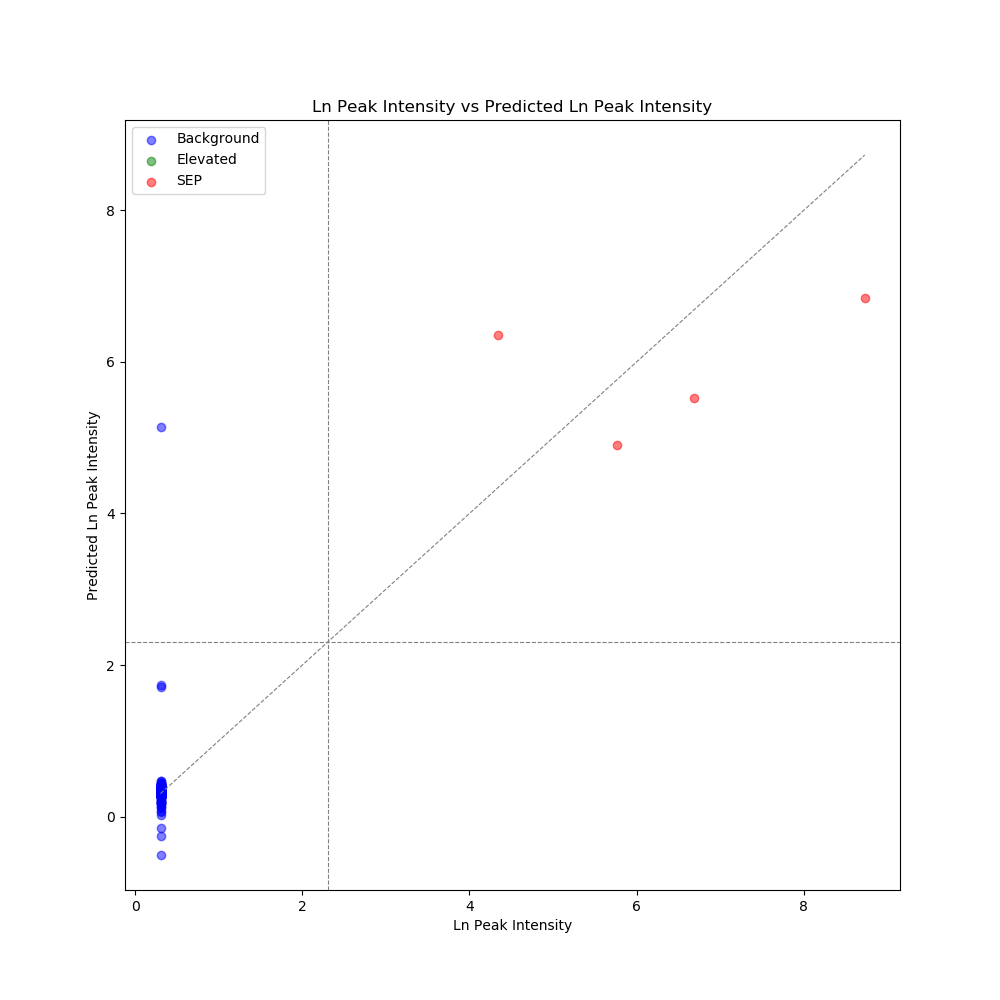 Ln Peak Intensity vs Predicted Ln Peak Intensity
Background
Elevated
SEP
8
6
4
2
0
Predicted Ln Peak Intensity
0 2 4 6 8
Ln Peak Intensity